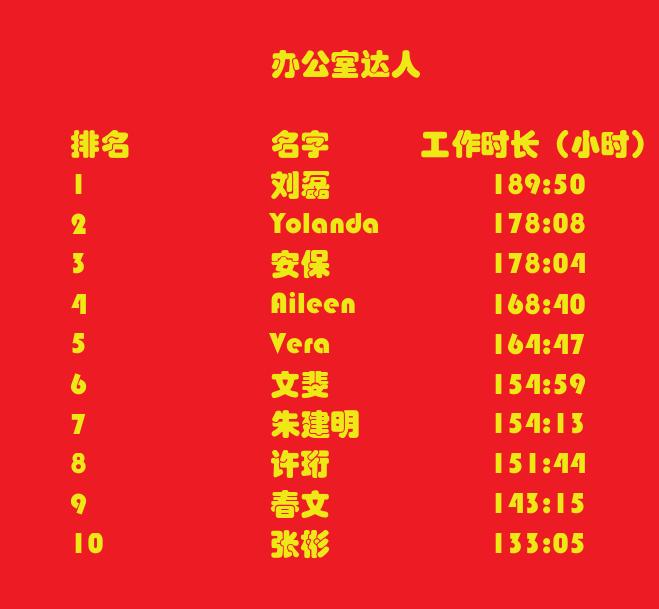 办公室达人
排名 名字 工作时长（小时）
1 刘磊 189:50
2 Yolanda 178:08
3 安保 178:04
4 Aileen 168:40
5 Vera 164:47
6 文斐 154:59
7 朱建明 154:13
8 许珩 151:44
9 春文 143:15
10 张彬 133:05